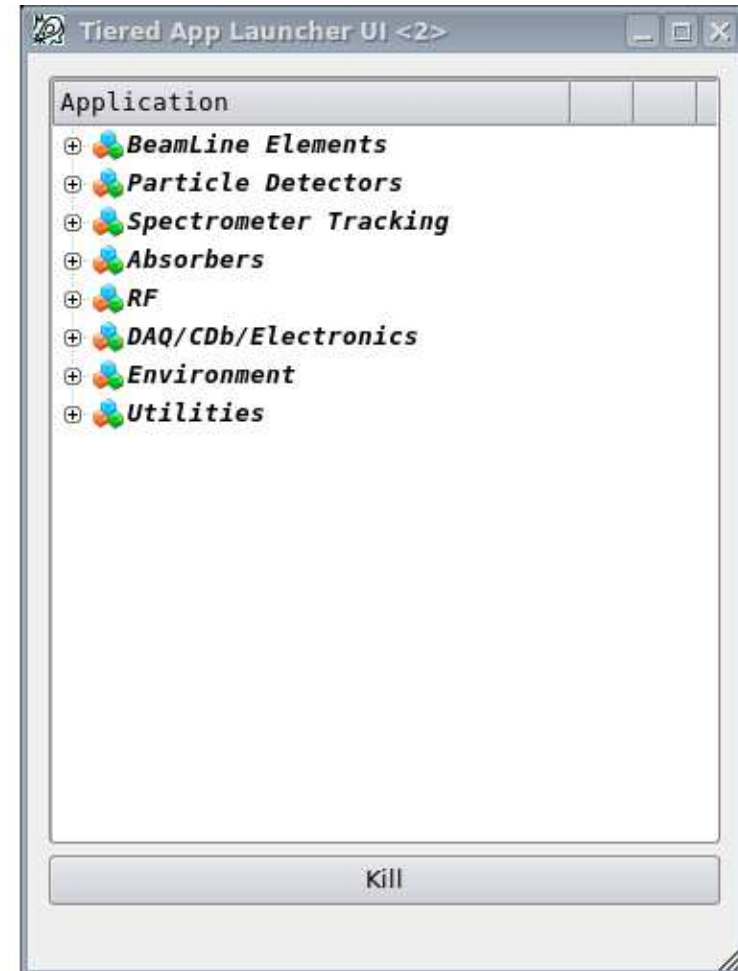 Tiered App Launcher UI <2>
Application
BeamLine Elements
Particle Detectors
Spectrometer Tracking
Absorbers
RF
DAQ/CDb/Electronics
Environment
Utilities
Kill